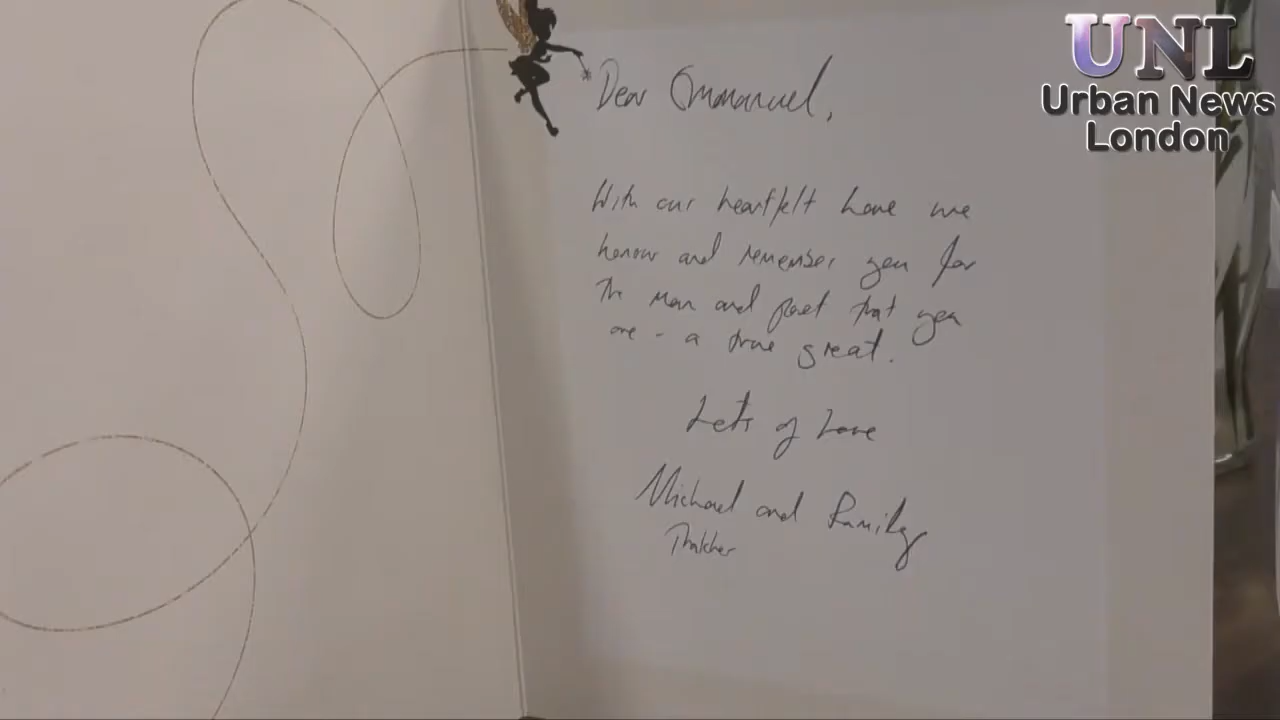 UNL
Urban News
London
Dear Emmanuel,
With our heartfelt Love we
honour and remember you for
the man and poet that you
are - a true great.
Lots of Love
Michael and Family
Thatcher